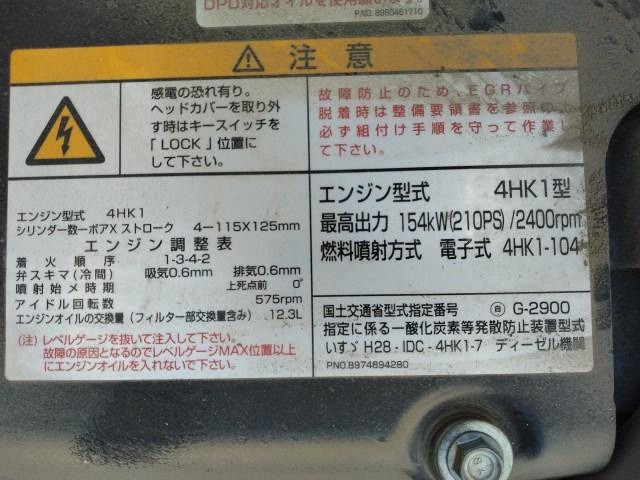 DPD対応オイルを使用願います。
P.NO. 8980461710
注意
感電の恐れ有り。
ヘッドカバーを取り外
す時はキースイッチを
「LOCK」位置に
して下さい。
故障防止のため、EGRパイプ
脱着時は整備要領書を参照の上、
必ず組付け手順を守って作業
して下さい。
エンジン型式 4HK1
シリンダー数ーボアX ストローク 4ー115X125mm
エンジン調整表
着火順序 1-3-4-2
弁スキマ(冷間) 吸気0.6mm 排気0.6mm
噴射始メ時期 上死点前 0°
アイドル回転数 575rpm
エンジンオイルの交換量(フィルター部交換量含み) 12.3L
(注)レベルゲージを抜いて注入して下さい。
故障の原因となるのでレベルゲージMAX位置以上
にエンジンオイルを入れないで下さい。
エンジン型式 4HK1型
最高出力 154kW(210PS)/2400rpm
燃料噴射方式 電子式 4HK1-104
国土交通省型式指定番号 自 G-2900
指定に係る一酸化炭素等発散防止装置型式
いすゞ H28-IDC-4HK1-7 ディーゼル機関
P.NO.8974894280